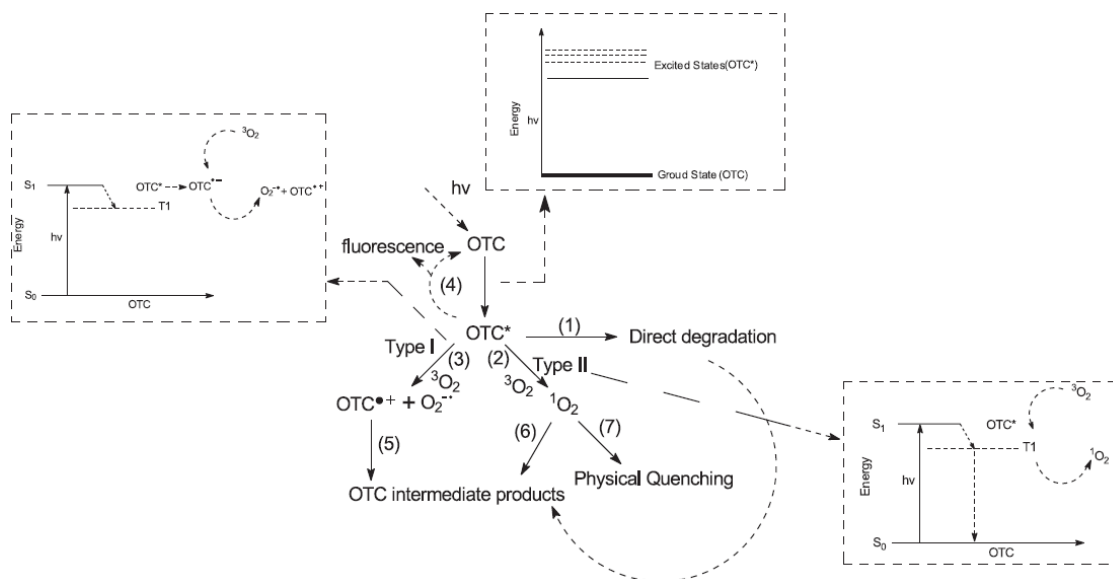 Energy
hv
Excited States(OTC*)
Groud State (OTC)
³O₂
S₁
OTC* OTC•− O₂⁻• + OTC•⁺
T1
Energy
hv
S₀
OTC
hv
fluorescence OTC
(4)
OTC* (1) Direct degradation
Type I (3) (2) Type II
³O₂ ³O₂
OTC•+ + O₂⁻• ¹O₂
(5) (6) (7)
OTC intermediate products Physical Quenching
³O₂
S₁ OTC*
T1 ¹O₂
Energy
hv
S₀
OTC